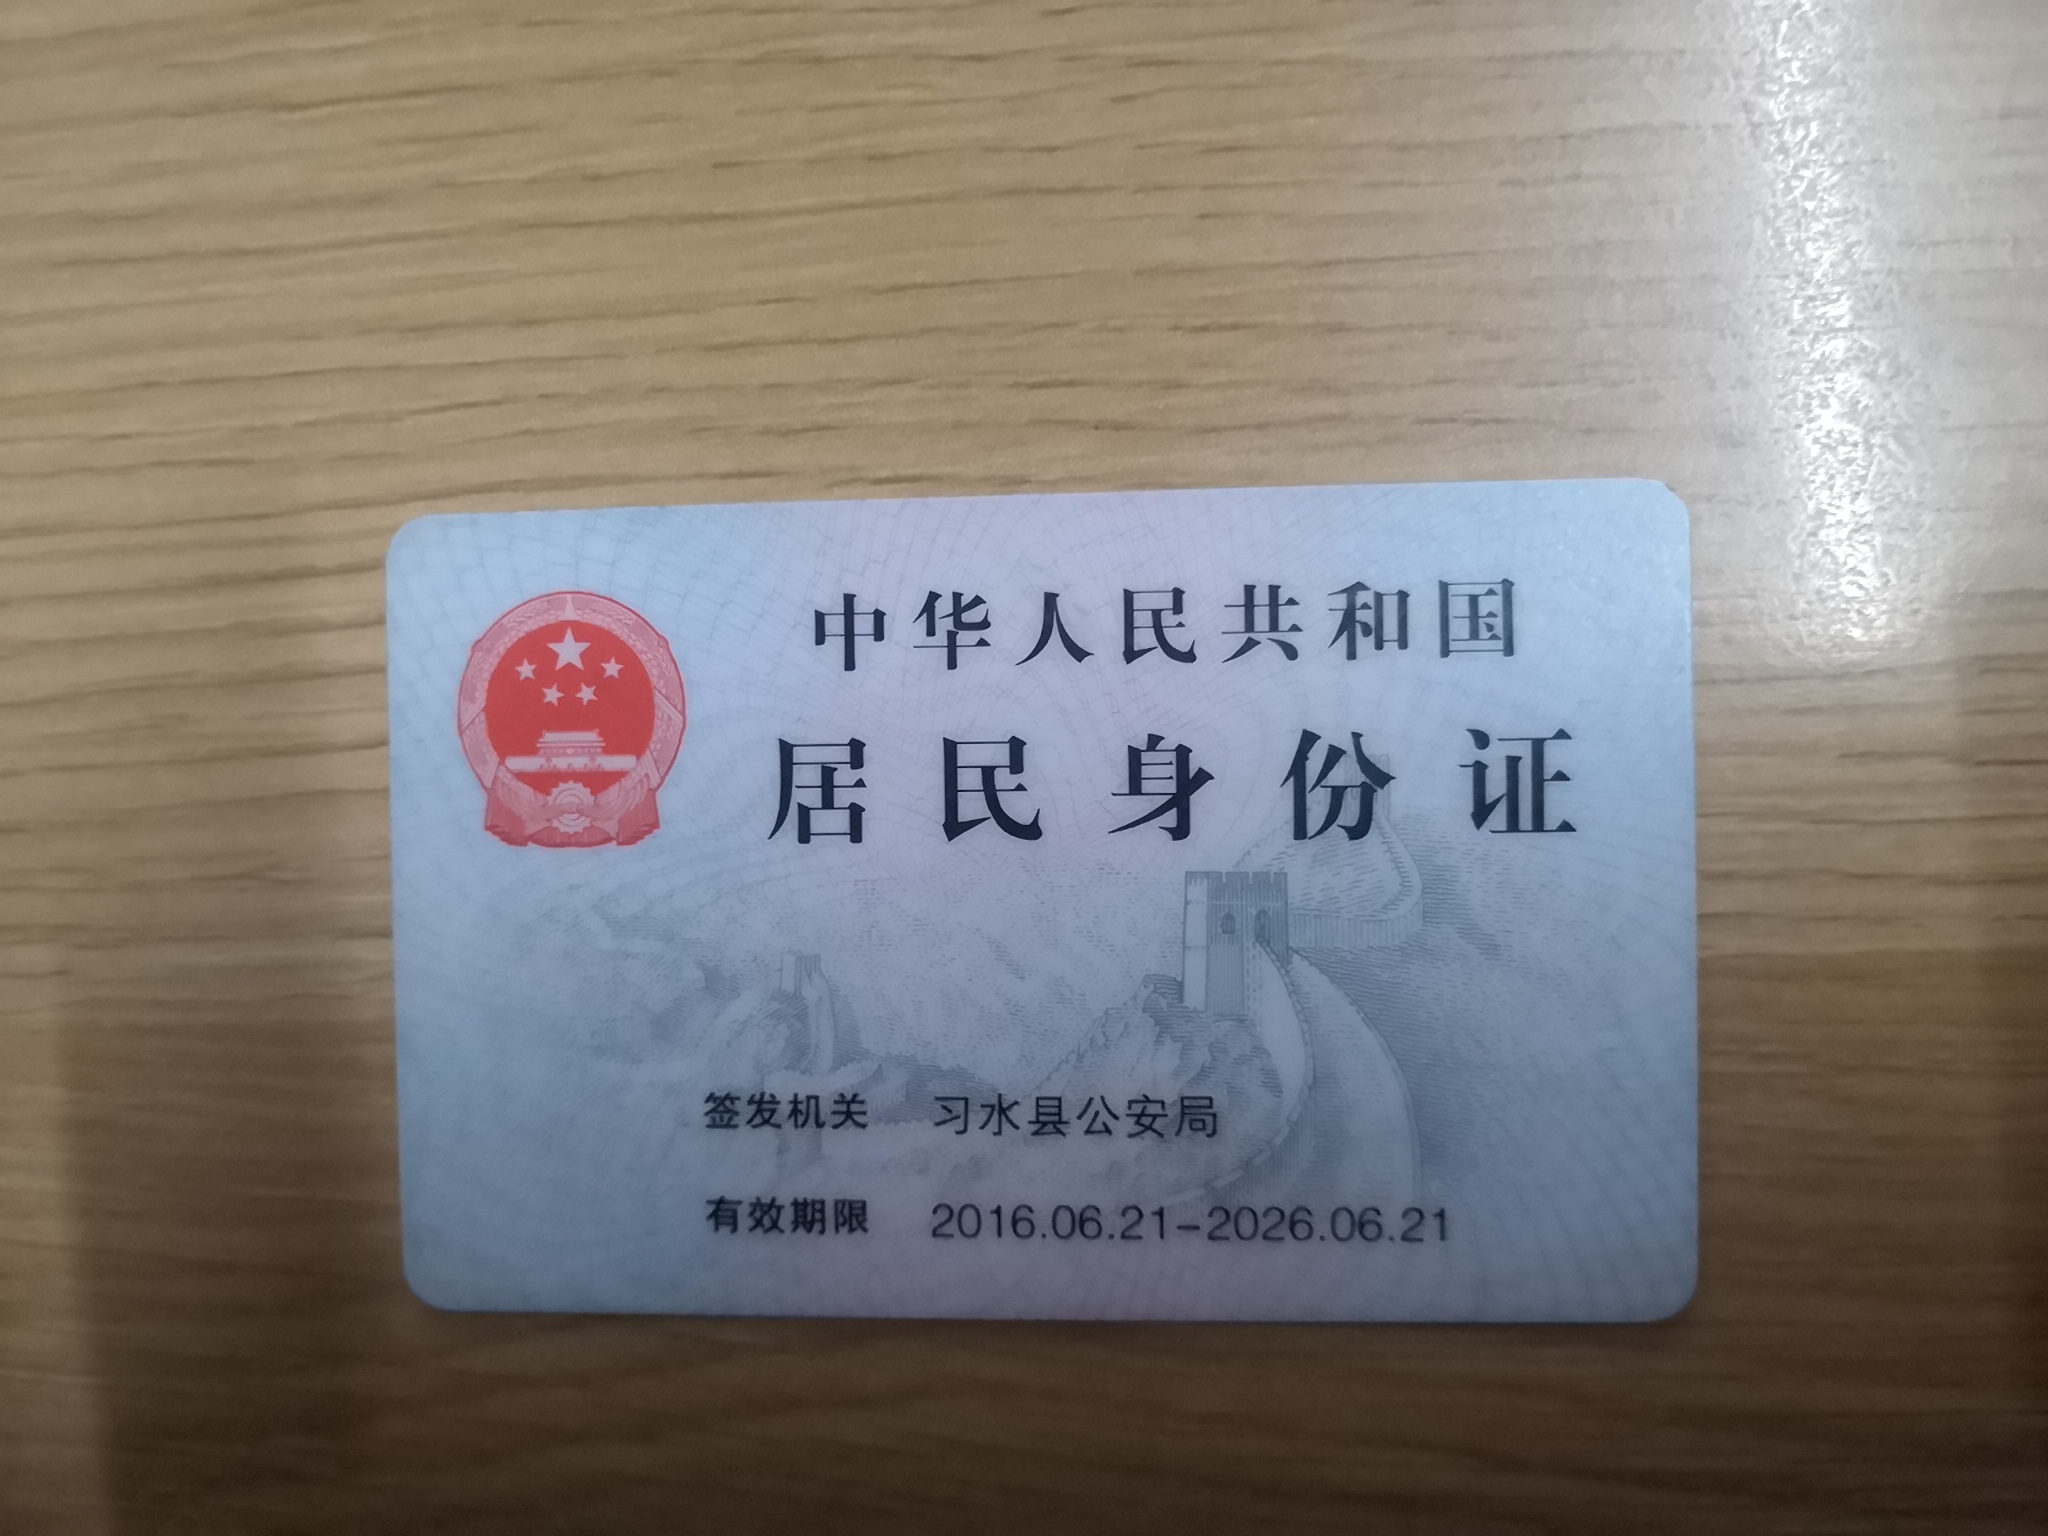 中华人民共和国
居民身份证
签发机关 习水县公安局
有效期限 2016.06.21-2026.06.21